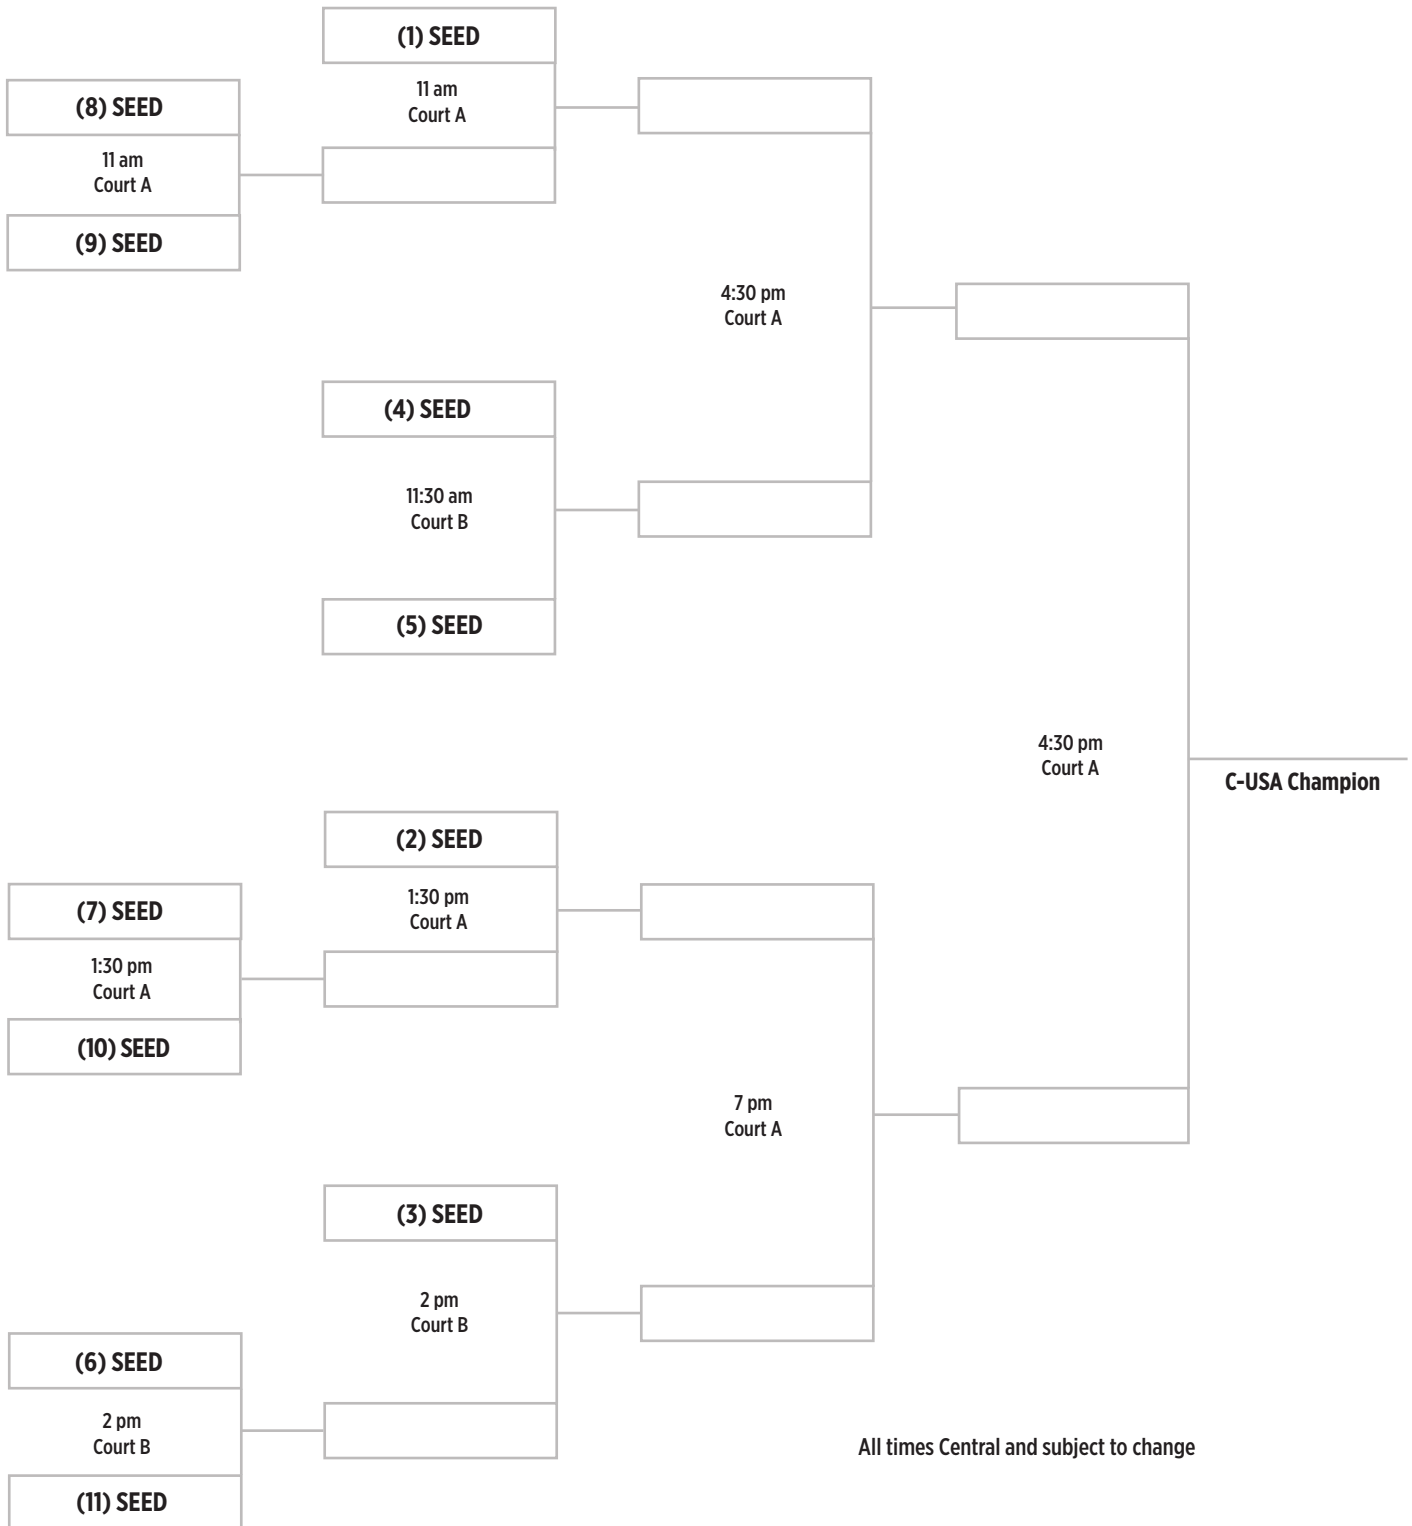 (1) SEED
11 am
Court A
(8) SEED
11 am
Court A
(9) SEED
4:30 pm
Court A
(4) SEED
11:30 am
Court B
(5) SEED
4:30 pm
Court A
C-USA Champion
(2) SEED
1:30 pm
Court A
(7) SEED
1:30 pm
Court A
(10) SEED
7 pm
Court A
(3) SEED
2 pm
Court B
(6) SEED
2 pm
Court B
(11) SEED
All times Central and subject to change